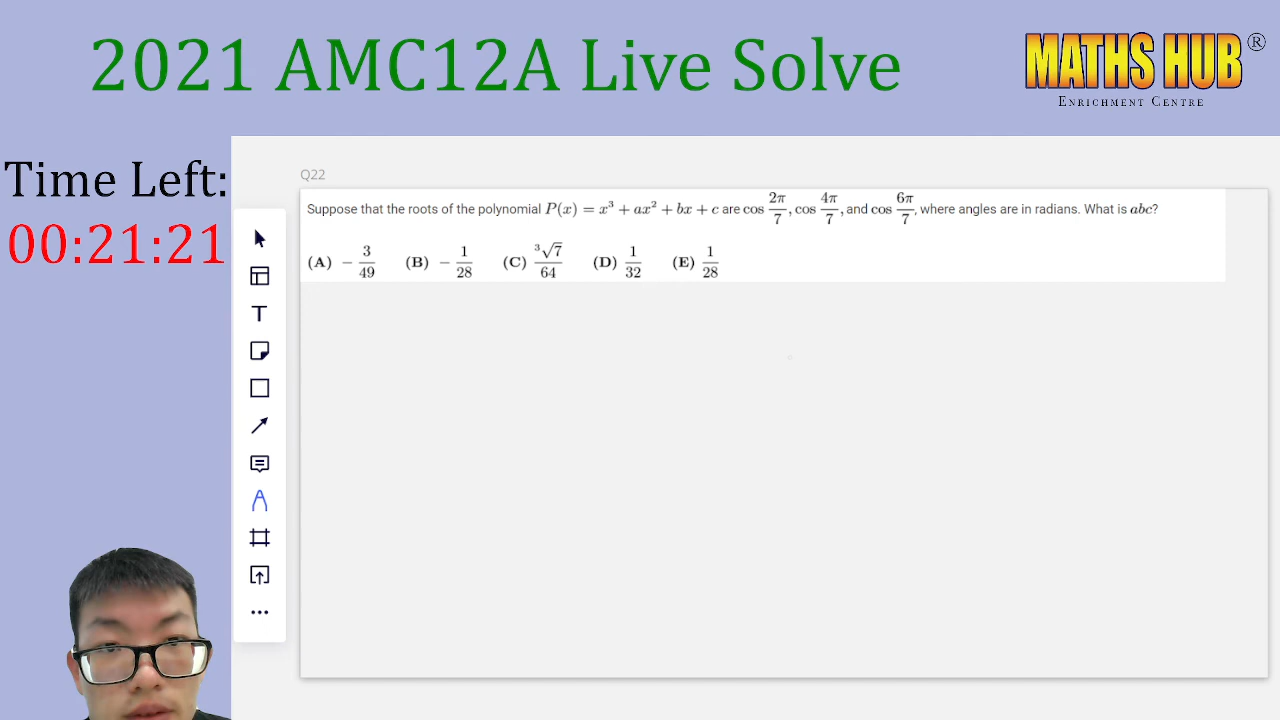 2021 AMC12A Live Solve
MATHS HUB®
ENRICHMENT CENTRE
Time Left:
00:21:21
Q22
Suppose that the roots of the polynomial P(x) = x³ + ax² + bx + c are cos 2π/7, cos 4π/7, and cos 6π/7, where angles are in radians. What is abc?
(A) −3/49 (B) −1/28 (C) ³√7/64 (D) 1/32 (E) 1/28